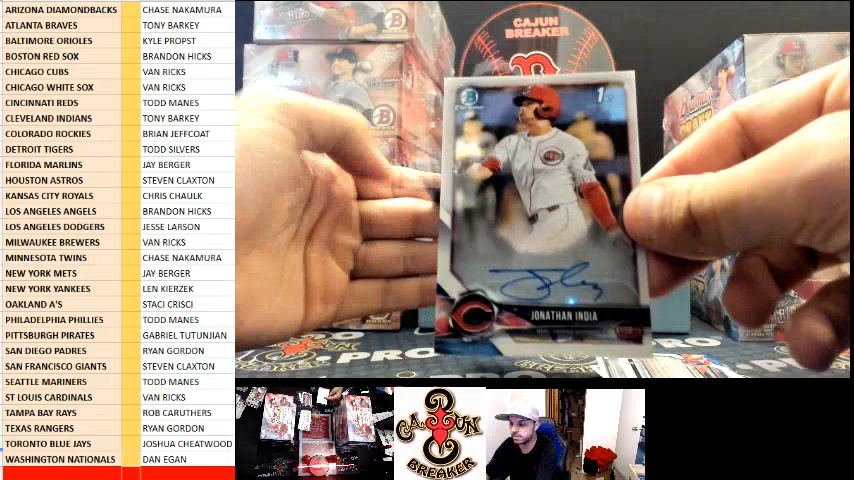 ARIZONA DIAMONDBACKS CHASE NAKAMURA
ATLANTA BRAVES TONY BARKEY
BALTIMORE ORIOLES KYLE PROPST
BOSTON RED SOX BRANDON HICKS
CHICAGO CUBS VAN RICKS
CHICAGO WHITE SOX VAN RICKS
CINCINNATI REDS TODD MANES
CLEVELAND INDIANS TONY BARKEY
COLORADO ROCKIES BRIAN JEFFCOAT
DETROIT TIGERS TODD SILVERS
FLORIDA MARLINS JAY BERGER
HOUSTON ASTROS STEVEN CLAXTON
KANSAS CITY ROYALS CHRIS CHAULK
LOS ANGELES ANGELS BRANDON HICKS
LOS ANGELES DODGERS JESSE LARSON
MILWAUKEE BREWERS VAN RICKS
MINNESOTA TWINS CHASE NAKAMURA
NEW YORK METS JAY BERGER
NEW YORK YANKEES LEN KIERZEK
OAKLAND A'S STACI CRISCI
PHILADELPHIA PHILLIES TODD MANES
PITTSBURGH PIRATES GABRIEL TUTUNJIAN
SAN DIEGO PADRES RYAN GORDON
SAN FRANCISCO GIANTS STEVEN CLAXTON
SEATTLE MARINERS TODD MANES
ST LOUIS CARDINALS VAN RICKS
TAMPA BAY RAYS ROB CARUTHERS
TEXAS RANGERS RYAN GORDON
TORONTO BLUE JAYS JOSHUA CHEATWOOD
WASHINGTON NATIONALS DAN EGAN
CAJUN
BREAKER
Chrome
1st
REDS
JONATHAN INDIA
.PRO
CAJUN
BREAKER